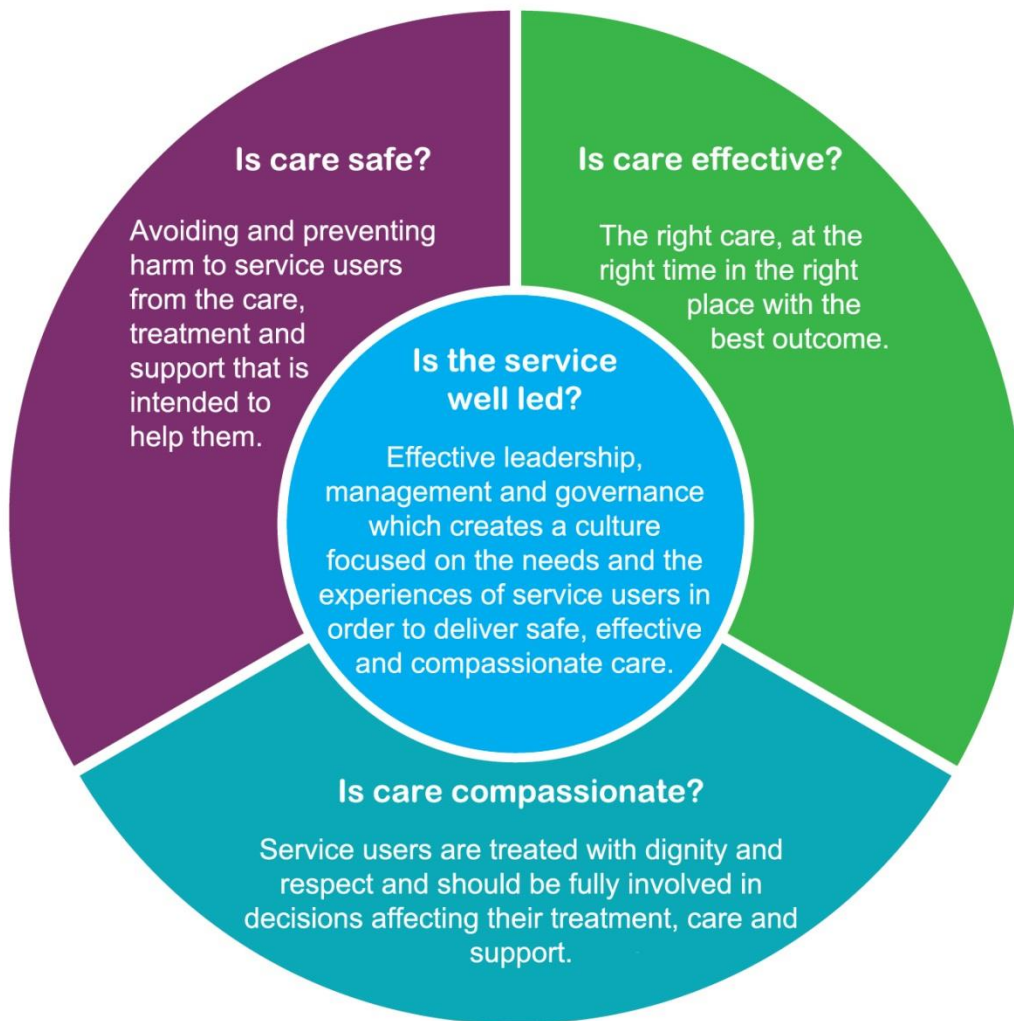 Is care safe?
Avoiding and preventing
harm to service users
from the care,
treatment and
support that is
intended to
help them.
Is care effective?
The right care, at the
right time in the right
place with the
best outcome.
Is the service
well led?
Effective leadership,
management and governance
which creates a culture
focused on the needs and the
experiences of service users in
order to deliver safe, effective
and compassionate care.
Is care compassionate?
Service users are treated with dignity and
respect and should be fully involved in
decisions affecting their treatment, care and
support.